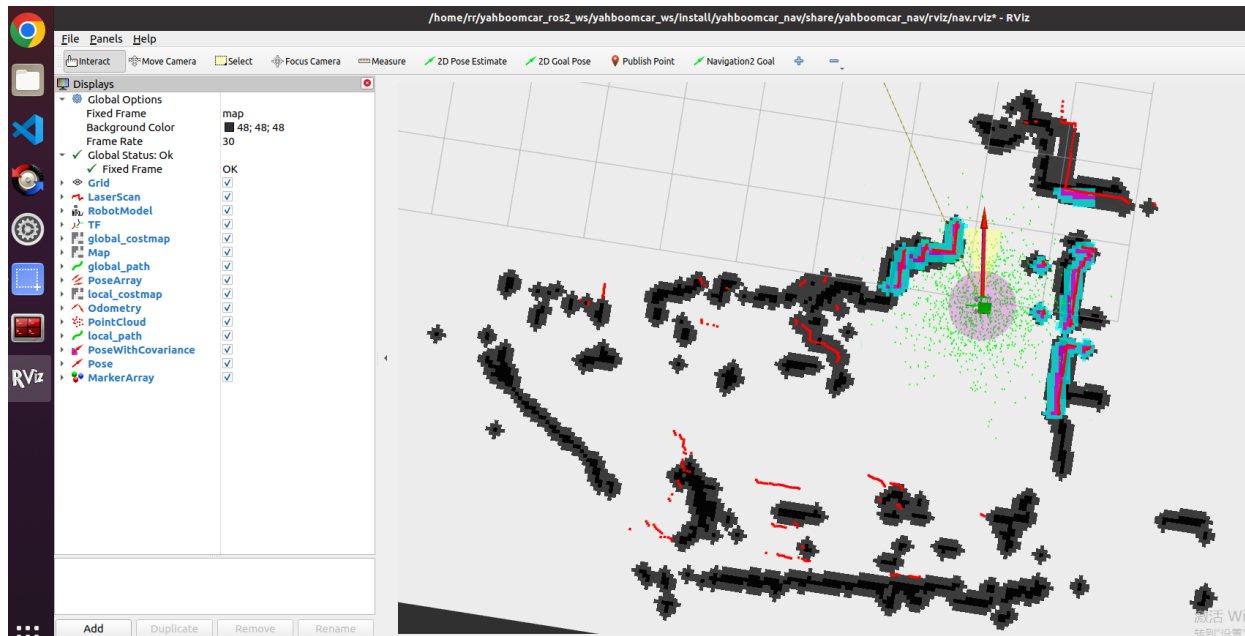 /home/rr/yahboomcar_ros2_ws/yahboomcar_ws/install/yahboomcar_nav/share/yahboomcar_nav/rviz/nav.rviz* - RViz
File Panels Help
Interact Move Camera Select Focus Camera Measure 2D Pose Estimate 2D Goal Pose Publish Point Navigation2 Goal
Displays
Global Options
Fixed Frame map
Background Color 48; 48; 48
Frame Rate 30
Global Status: Ok
Fixed Frame OK
Grid
LaserScan
RobotModel
TF
global_costmap
Map
global_path
PoseArray
local_costmap
Odometry
PointCloud
local_path
PoseWithCovariance
Pose
MarkerArray
RViz
Add Duplicate Remove Rename
激活 Wi